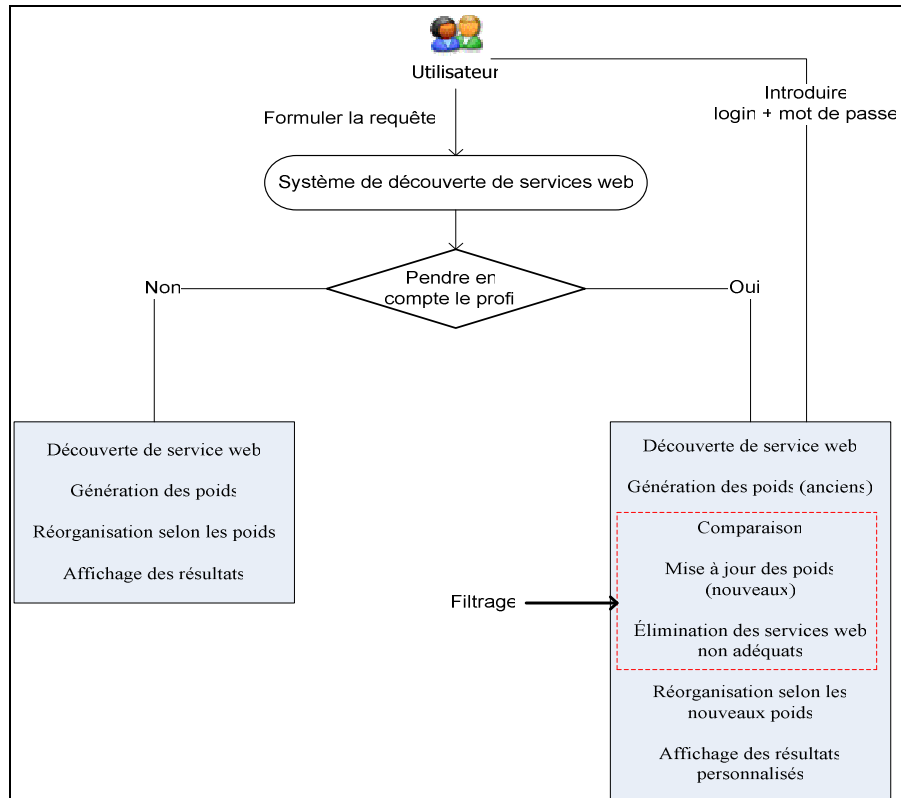 Utilisateur
Introduire
login + mot de passe
Formuler la requête
Système de découverte de services web
Pendre en
compte le profi
Non
Oui
Découverte de service web
Génération des poids
Réorganisation selon les poids
Affichage des résultats
Découverte de service web
Génération des poids (anciens)
Comparaison
Mise à jour des poids
(nouveaux)
Élimination des services web
non adéquats
Filtrage
Réorganisation selon les
nouveaux poids
Affichage des résultats
personnalisés